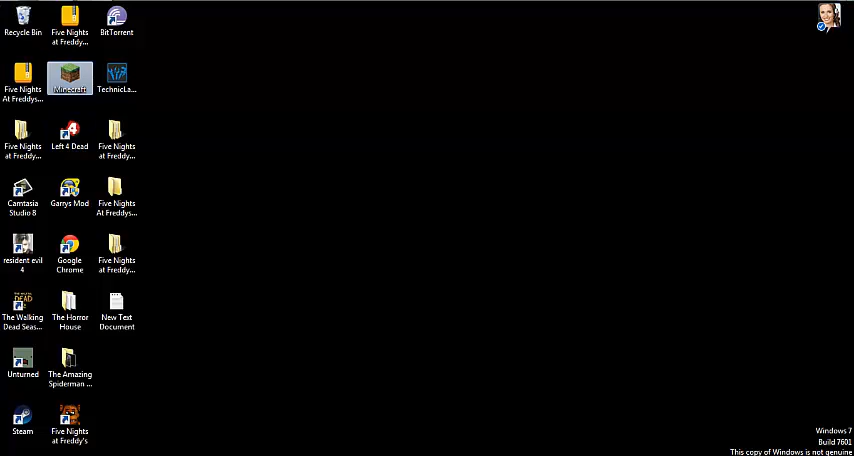 Recycle Bin
Five Nights
at Freddy...
BitTorrent
Five Nights
At Freddys...
Minecraft
TechnicLa...
Five Nights
at Freddy...
Left 4 Dead
Five Nights
at Freddy...
Camtasia
Studio 8
Garrys Mod
Five Nights
At Freddys...
resident evil
4
Google
Chrome
Five Nights
at Freddy...
The Walking
Dead Seas...
The Horror
House
New Text
Document
Unturned
The Amazing
Spiderman ...
Steam
Five Nights
at Freddy's
Windows 7
Build 7601
This copy of Windows is not genuine